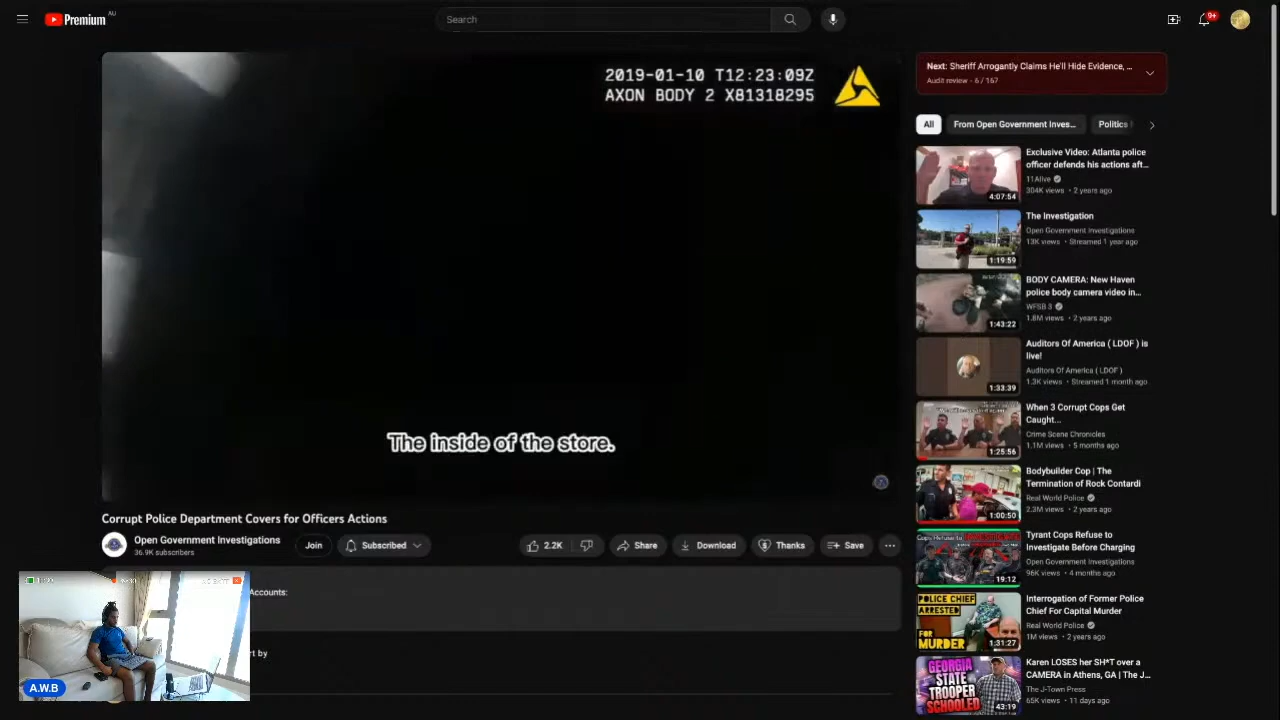 Premium AU
Search
9+
2019-01-10 T12:23:09Z
AXON BODY 2 X81318295
The inside of the store.
Corrupt Police Department Covers for Officers Actions
Open Government Investigations
36.9K subscribers
Join
Subscribed
2.2K
Share
Download
Thanks
Save
Accounts:
rt by
A.W.B
Next: Sheriff Arrogantly Claims He'll Hide Evidence, ...
Audit review - 6 / 167
All
From Open Government Inves...
Politics
Exclusive Video: Atlanta police
officer defends his actions aft...
11Alive
304K views • 2 years ago
4:07:54
The Investigation
Open Government Investigations
13K views • Streamed 1 year ago
1:19:59
BODY CAMERA: New Haven
police body camera video in...
WFSB 3
1.8M views • 2 years ago
1:43:22
Auditors Of America ( LDOF ) is
live!
Auditors Of America ( LDOF )
1.3K views • Streamed 1 month ago
1:33:39
When 3 Corrupt Cops Get
Caught...
Crime Scene Chronicles
1.1M views • 5 months ago
1:25:56
Bodybuilder Cop | The
Termination of Rock Contardi
Real World Police
2.3M views • 2 years ago
1:00:50
Tyrant Cops Refuse to
Investigate Before Charging
Open Government Investigations
96K views • 4 months ago
19:12
POLICE CHIEF
ARRESTED
FOR
MURDER
Interrogation of Former Police
Chief For Capital Murder
Real World Police
1M views • 2 years ago
1:31:27
GEORGIA
STATE
TROOPER
SCHOOLED
Karen LOSES her SH*T over a
CAMERA in Athens, GA | The J...
The J-Town Press
65K views • 11 days ago
43:19